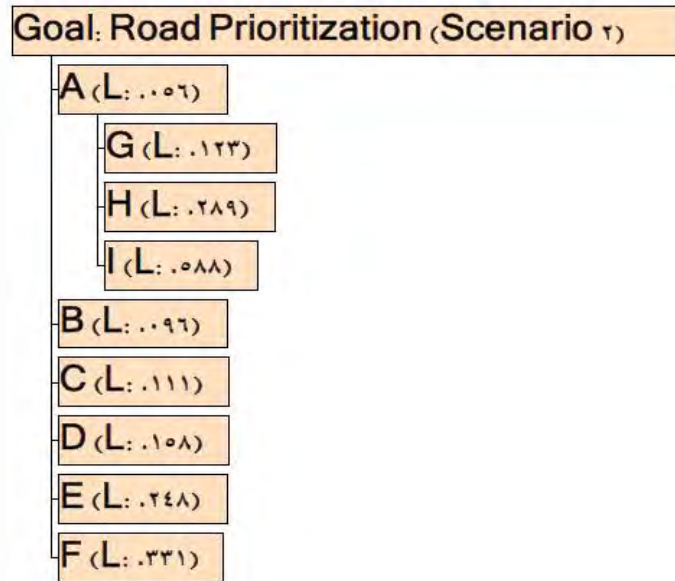 Goal: Road Prioritization (Scenario ٢)
A (L: .٠٥٦)
G (L: .١٢٣)
H (L: .٢٨٩)
I (L: .٥٨٨)
B (L: .٠٩٦)
C (L: .١١١)
D (L: .١٥٨)
E (L: .٢٤٨)
F (L: .٣٣١)